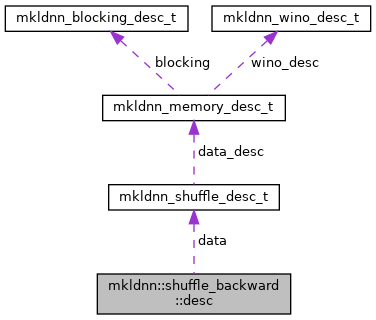 mkldnn_blocking_desc_t
mkldnn_wino_desc_t
blocking
wino_desc
mkldnn_memory_desc_t
data_desc
mkldnn_shuffle_desc_t
data
mkldnn::shuffle_backward
::desc